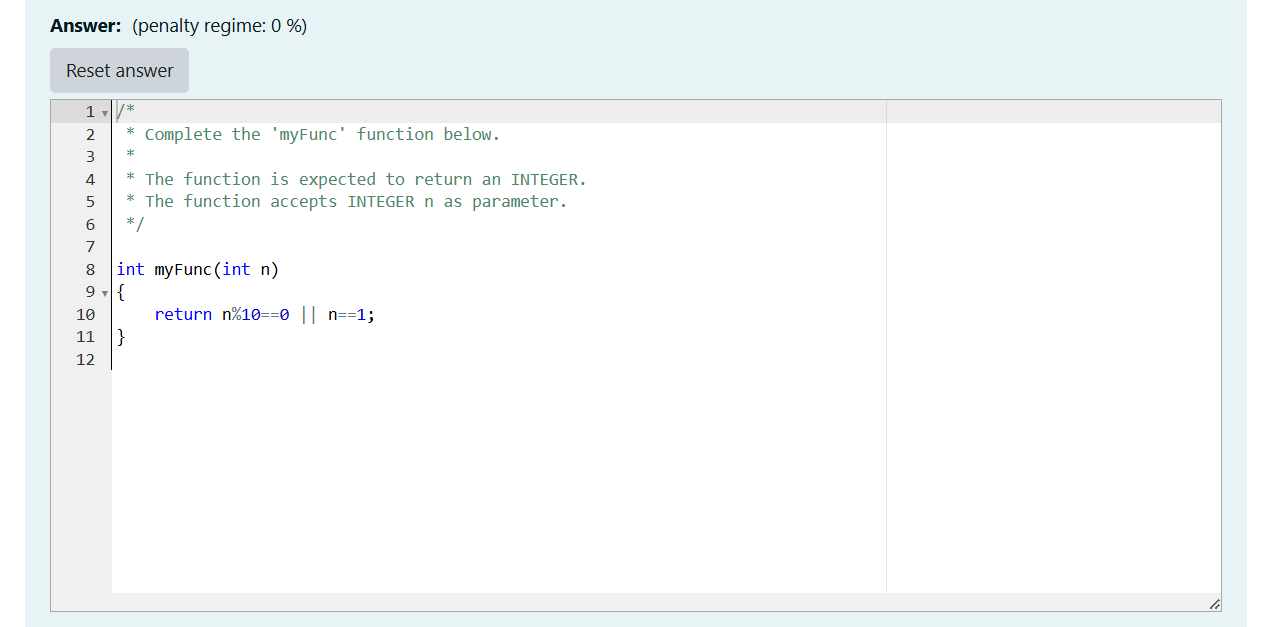 Answer: (penalty regime: 0 %)
Reset answer
1 /*
2  * Complete the 'myFunc' function below.
3  *
4  * The function is expected to return an INTEGER.
5  * The function accepts INTEGER n as parameter.
6  */
7
8 int myFunc(int n)
9 {
10     return n%10==0 || n==1;
11 }
12